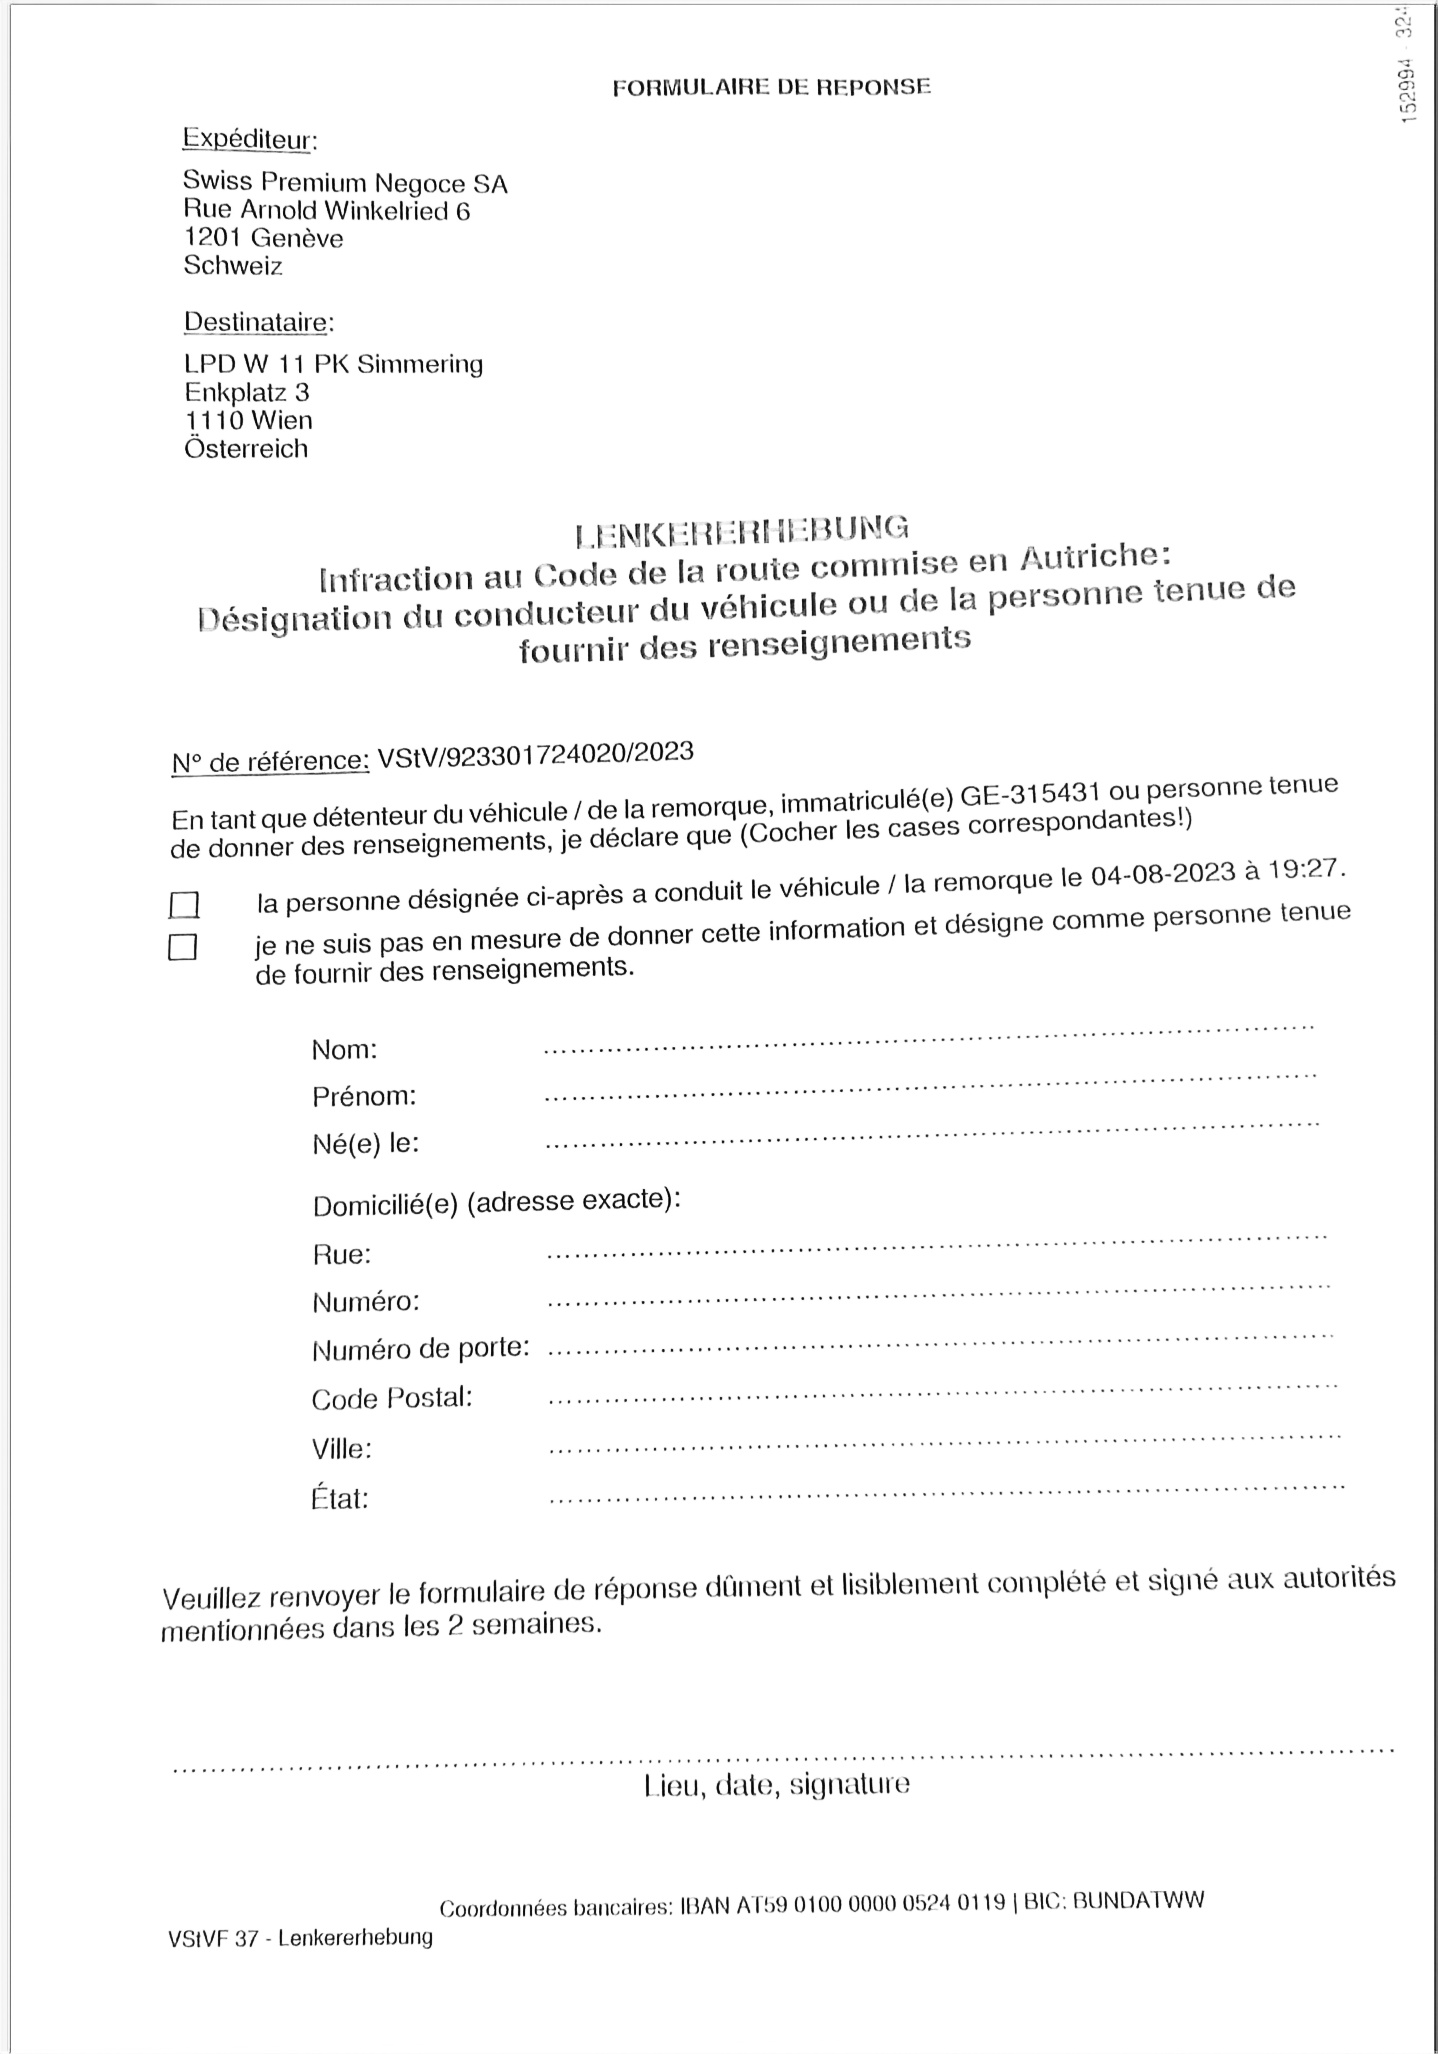 152994 - 324
FORMULAIRE DE REPONSE
Expéditeur:
Swiss Premium Negoce SA
Rue Arnold Winkelried 6
1201 Genève
Schweiz
Destinataire:
LPD W 11 PK Simmering
Enkplatz 3
1110 Wien
Österreich
LENKERERHEBUNG
Infraction au Code de la route commise en Autriche:
Désignation du conducteur du véhicule ou de la personne tenue de
fournir des renseignements
N° de référence: VStV/923301724020/2023
En tant que détenteur du véhicule / de la remorque, immatriculé(e) GE-315431 ou personne tenue
de donner des renseignements, je déclare que (Cocher les cases correspondantes!)
la personne désignée ci-après a conduit le véhicule / la remorque le 04-08-2023 à 19:27.
je ne suis pas en mesure de donner cette information et désigne comme personne tenue
de fournir des renseignements.
Nom:
Prénom:
Né(e) le:
Domicilié(e) (adresse exacte):
Rue:
Numéro:
Numéro de porte:
Code Postal:
Ville:
État:
Veuillez renvoyer le formulaire de réponse dûment et lisiblement complété et signé aux autorités
mentionnées dans les 2 semaines.
Lieu, date, signature
Coordonnées bancaires: IBAN AT59 0100 0000 0524 0119 | BIC: BUNDATWW
VStVF 37 - Lenkererhebung